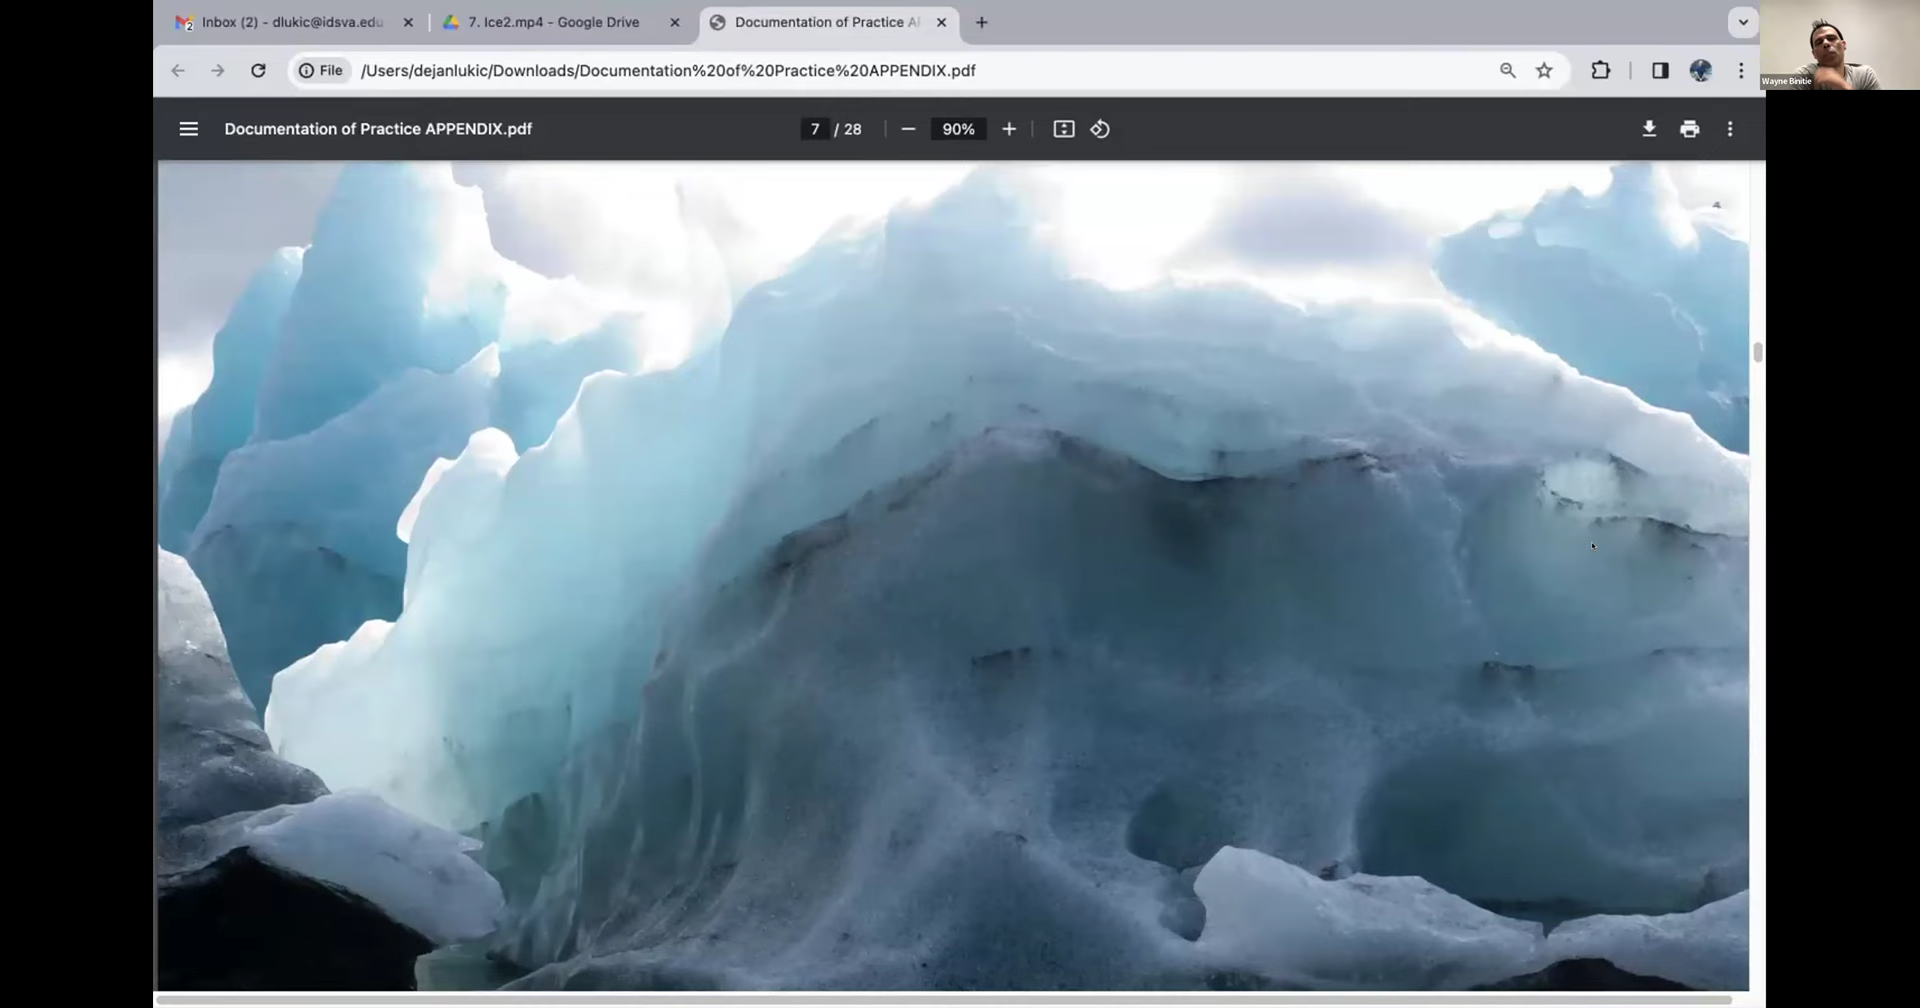 Inbox (2) - dlukic@idsva.edu
7. Ice2.mp4 - Google Drive
Documentation of Practice A
File
/Users/dejanlukic/Downloads/Documentation%20of%20Practice%20APPENDIX.pdf
Wayne Binitie
Documentation of Practice APPENDIX.pdf
7 / 28
90%
4